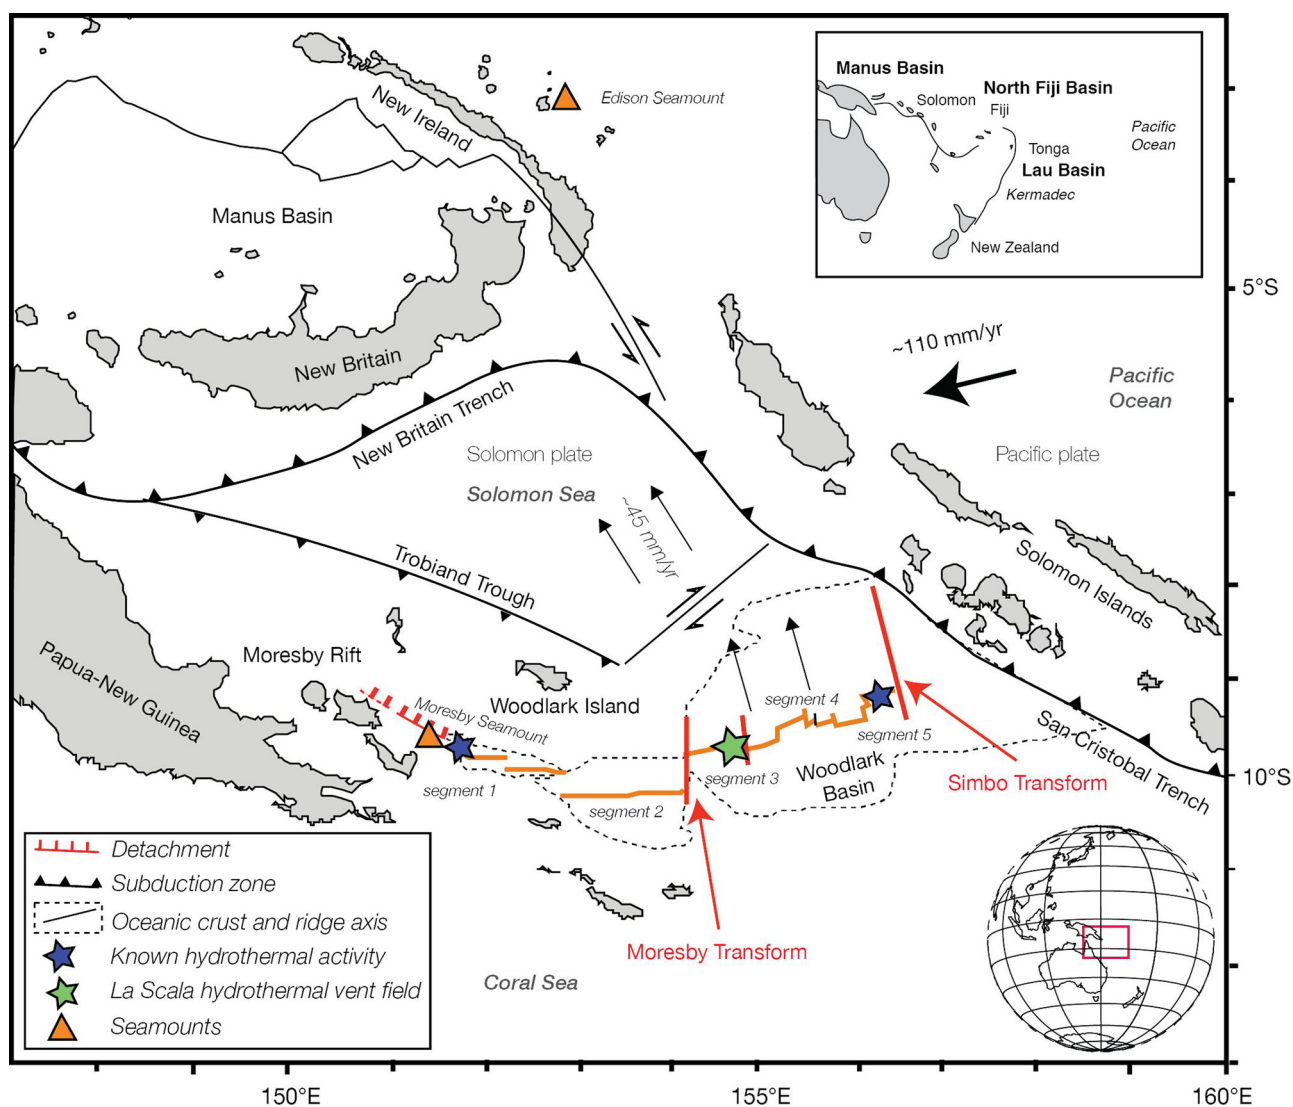 Edison Seamount
New Ireland
Manus Basin
New Britain
New Britain Trench
Solomon plate
Solomon Sea
~45 mm/yr
Trobiand Trough
Manus Basin
North Fiji Basin
Solomon
Fiji
Pacific
Ocean
Tonga
Lau Basin
Kermadec
New Zealand
5°S
~110 mm/yr
Pacific
Ocean
Pacific plate
Solomon Islands
Papua-New Guinea
Moresby Rift
Moresby Seamount
Woodlark Island
segment 1
segment 2
segment 3
segment 4
segment 5
Woodlark
Basin
San-Cristobal Trench
Simbo Transform
10°S
Moresby Transform
Coral Sea
Detachment
Subduction zone
Oceanic crust and ridge axis
Known hydrothermal activity
La Scala hydrothermal vent field
Seamounts
150°E
155°E
160°E